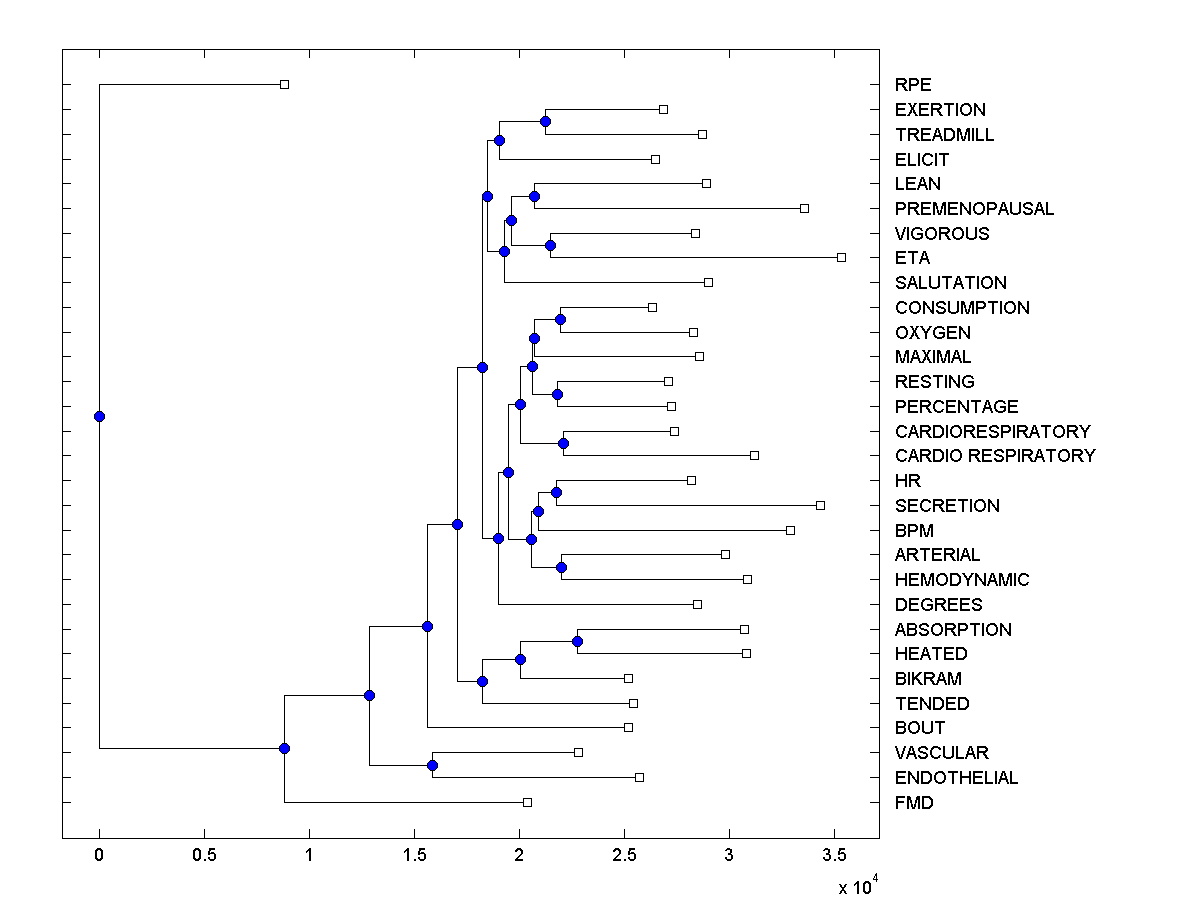 RPE
EXERTION
TREADMILL
ELICIT
LEAN
PREMENOPAUSAL
VIGOROUS
ETA
SALUTATION
CONSUMPTION
OXYGEN
MAXIMAL
RESTING
PERCENTAGE
CARDIORESPIRATORY
CARDIO RESPIRATORY
HR
SECRETION
BPM
ARTERIAL
HEMODYNAMIC
DEGREES
ABSORPTION
HEATED
BIKRAM
TENDED
BOUT
VASCULAR
ENDOTHELIAL
FMD
0 0.5 1 1.5 2 2.5 3 3.5
x 10^4